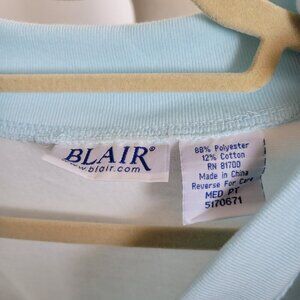 BLAIR®
www.blair.com
88% Polyester
12% Cotton
RN 81700
Made in China
Reverse For Care
MED PT
5170671